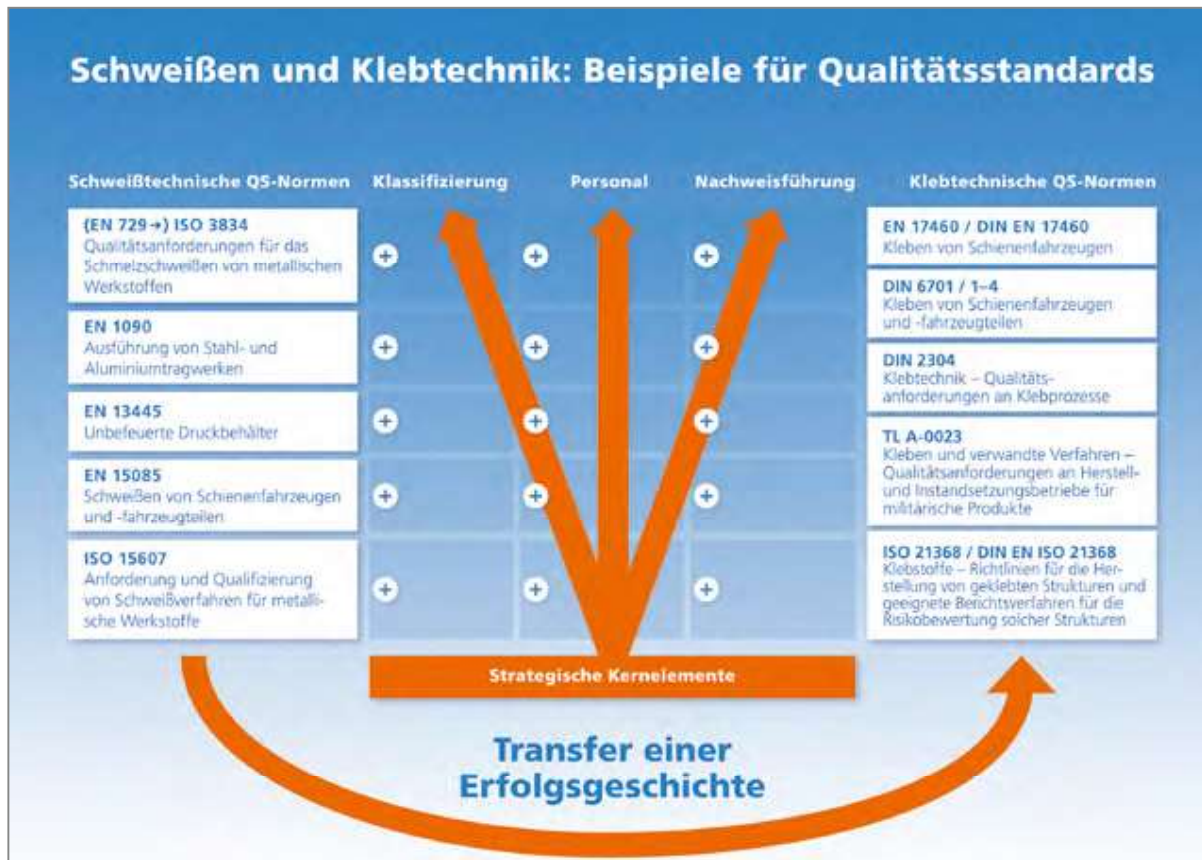 Schweißen und Klebtechnik: Beispiele für Qualitätsstandards
Schweißtechnische QS-Normen
Klassifizierung
Personal
Nachweisführung
Klebtechnische QS-Normen
(EN 729→) ISO 3834
Qualitätsanforderungen für das
Schmelzschweißen von metallischen
Werkstoffen
EN 1090
Ausführung von Stahl- und
Aluminiumtragwerken
EN 13445
Unbefeuerte Druckbehälter
EN 15085
Schweißen von Schienenfahrzeugen
und -fahrzeugteilen
ISO 15607
Anforderung und Qualifizierung
von Schweißverfahren für metalli-
sche Werkstoffe
+ + +
+ + +
+ + +
+ + +
+ + +
EN 17460 / DIN EN 17460
Kleben von Schienenfahrzeugen
DIN 6701 / 1–4
Kleben von Schienenfahrzeugen
und -fahrzeugteilen
DIN 2304
Klebtechnik – Qualitäts-
anforderungen an Klebprozesse
TL A-0023
Kleben und verwandte Verfahren –
Qualitätsanforderungen an Herstell-
und Instandsetzungsbetriebe für
militärische Produkte
ISO 21368 / DIN EN ISO 21368
Klebstoffe – Richtlinien für die Her-
stellung von geklebten Strukturen und
geeignete Berichtsverfahren für die
Risikobewertung solcher Strukturen
Strategische Kernelemente
Transfer einer
Erfolgsgeschichte